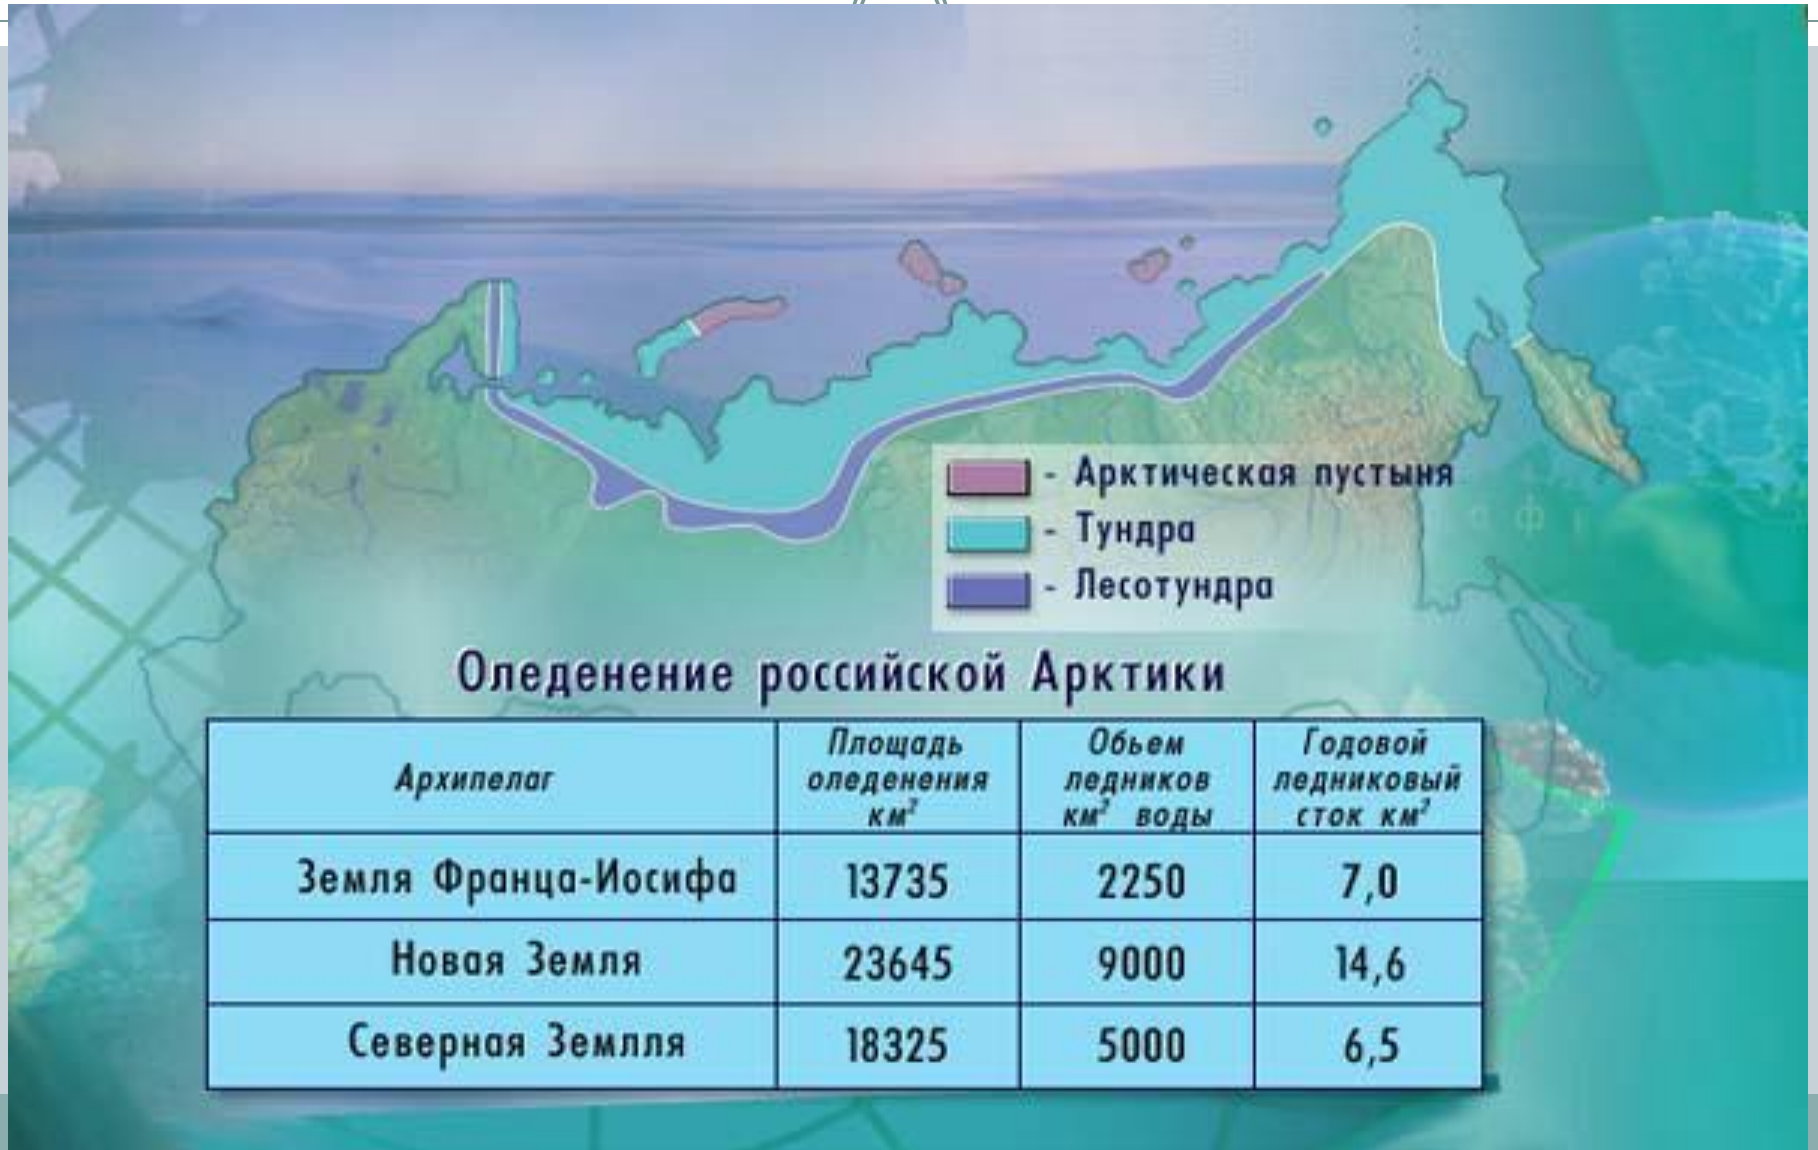 - Арктическая пустыня
- Тундра
- Лесотундра
Оледенение российской Арктики
Архипелаг
Площадь
оледенения
км²
Обьем
ледников
км² воды
Годовой
ледниковый
сток км²
Земля Франца-Иосифа 13735 2250 7,0
Новая Земля 23645 9000 14,6
Северная Землля 18325 5000 6,5